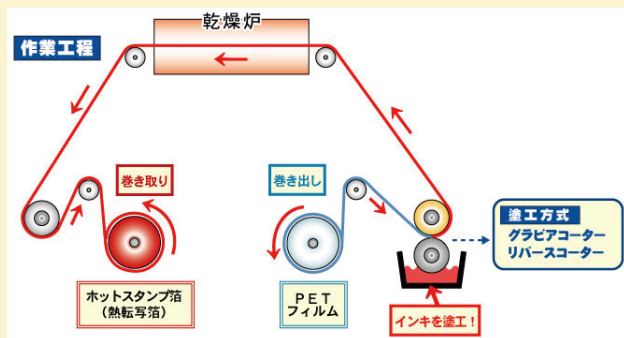 乾燥炉
作業工程
巻き取り
巻き出し
塗工方式
グラビアコーター
リバースコーター
ホットスタンプ箔
(熱転写箔)
PET
フィルム
インキを塗工!